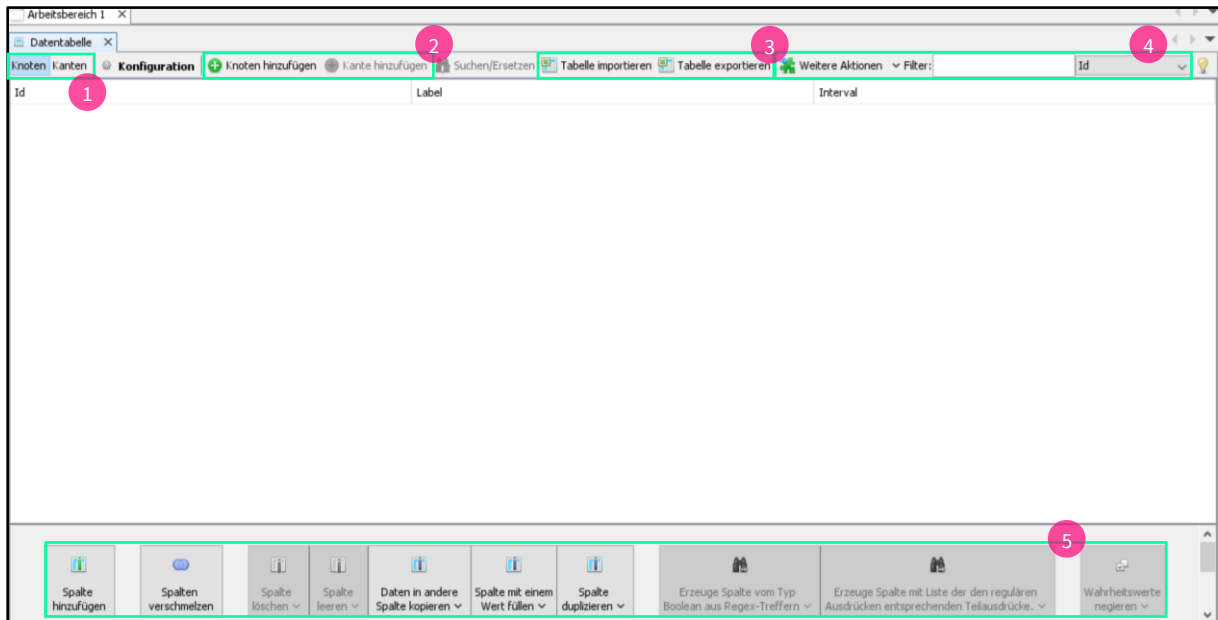 Arbeitsbereich 1
Datentabelle
2
3
4
Knoten Kanten Konfiguration Knoten hinzufügen Kante hinzufügen Suchen/Ersetzen Tabelle importieren Tabelle exportieren Weitere Aktionen Filter: Id
1
Id Label Interval
5
Spalte hinzufügen
Spalten verschmelzen
Spalte löschen
Spalte leeren
Daten in andere Spalte kopieren
Spalte mit einem Wert füllen
Spalte duplizieren
Erzeuge Spalte vom Typ Boolean aus Regex-Treffern
Erzeuge Spalte mit Liste der den regulären Ausdrücken entsprechenden Teilausdrücke.
Wahrheitswerte negieren